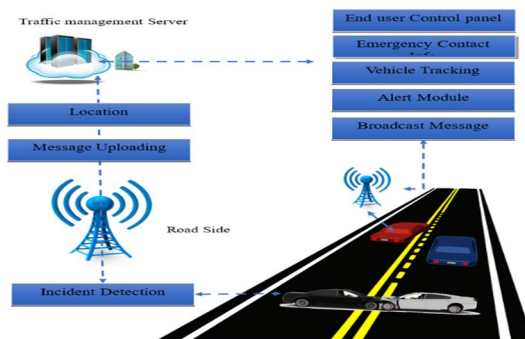 Traffic management Server
End user Control panel
Emergency Contact
Vehicle Tracking
Alert Module
Broadcast Message
Location
Message Uploading
Road Side
Incident Detection